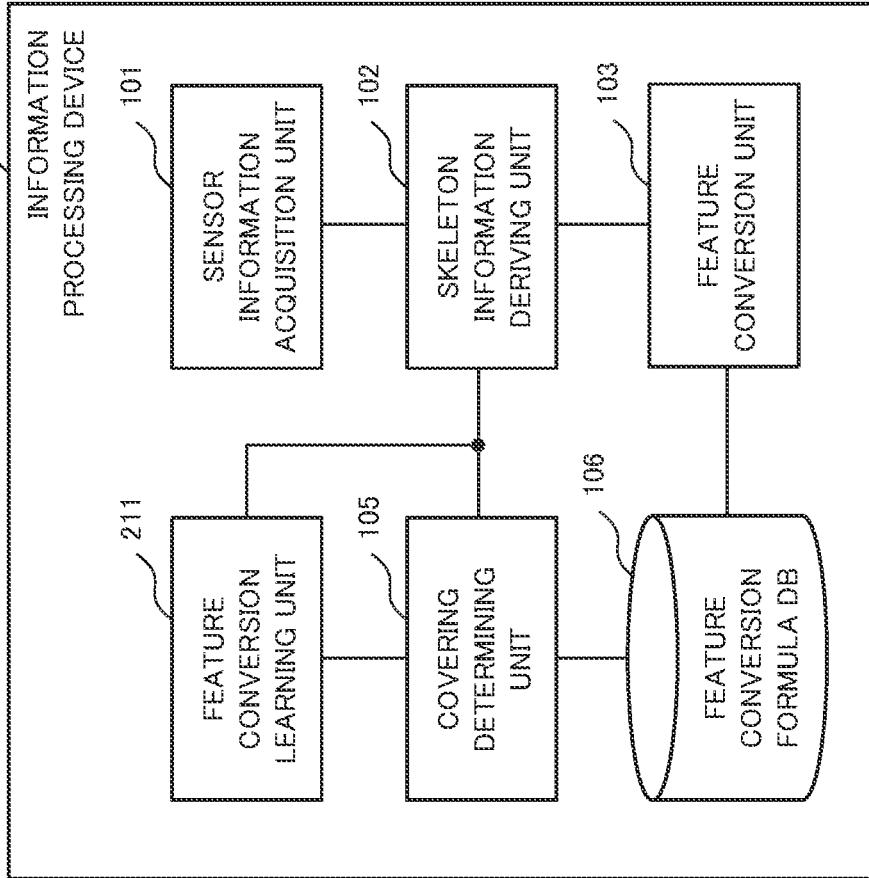 INFORMATION
PROCESSING DEVICE
211
FEATURE
CONVERSION
LEARNING UNIT
101
SENSOR
INFORMATION
ACQUISITION UNIT
105
COVERING
DETERMINING
UNIT
102
SKELETON
INFORMATION
DERIVING UNIT
106
FEATURE
CONVERSION
FORMULA DB
103
FEATURE
CONVERSION UNIT